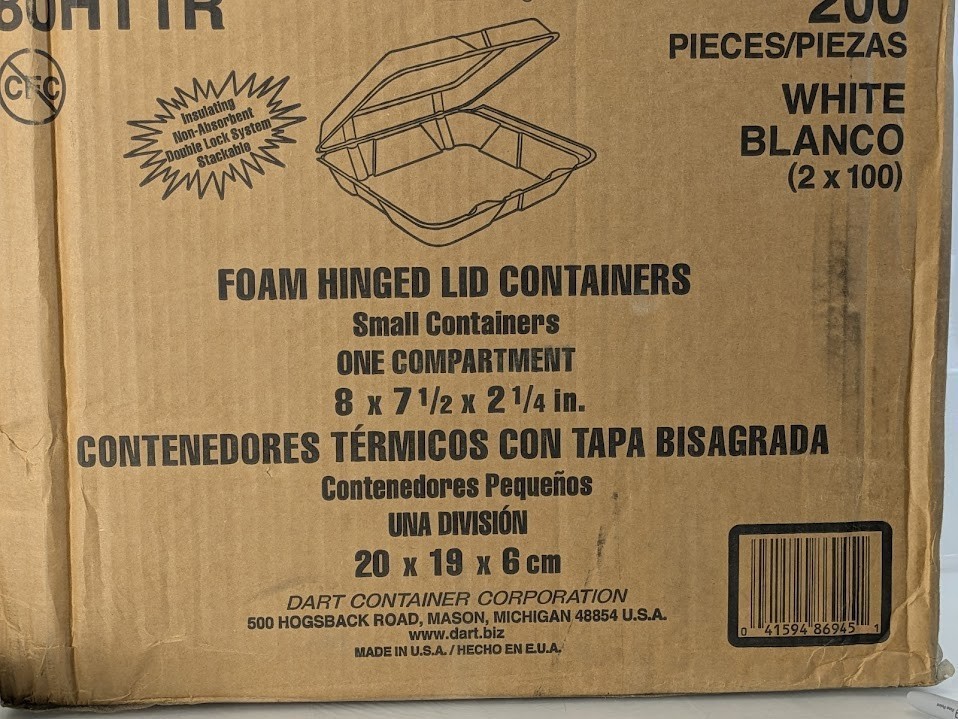 80HT1R
200
PIECES/PIEZAS
CFC
WHITE
BLANCO
(2 x 100)
Insulating
Non-Absorbent
Double Lock System
Stackable
FOAM HINGED LID CONTAINERS
Small Containers
ONE COMPARTMENT
8 x 7 1/2 x 2 1/4 in.
CONTENEDORES TÉRMICOS CON TAPA BISAGRADA
Contenedores Pequeños
UNA DIVISIÓN
20 x 19 x 6 cm
DART CONTAINER CORPORATION
500 HOGSBACK ROAD, MASON, MICHIGAN 48854 U.S.A.
www.dart.biz
MADE IN U.S.A. / HECHO EN E.U.A.
0 41594 86945 1